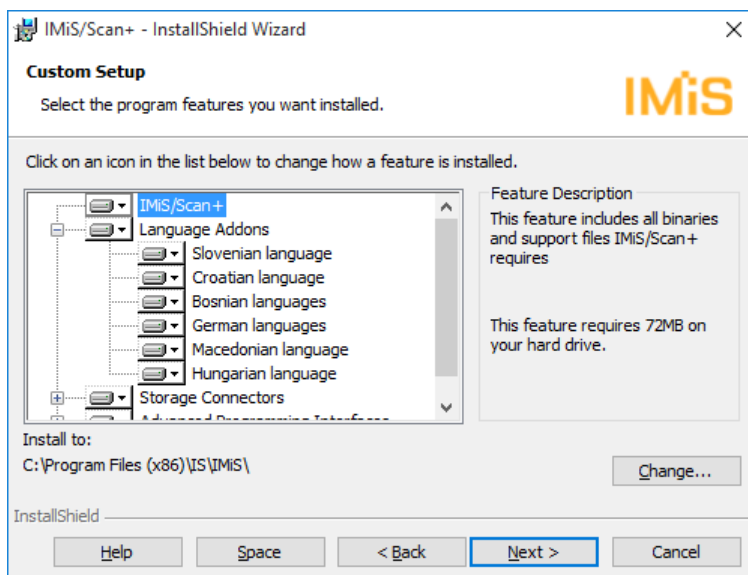 IMiS/Scan+ - InstallShield Wizard
Custom Setup
Select the program features you want installed.
IMiS
Click on an icon in the list below to change how a feature is installed.
IMiS/Scan+
Language Addons
Slovenian language
Croatian language
Bosnian languages
German languages
Macedonian language
Hungarian language
Storage Connectors
Advanced Programming Interfaces
Feature Description
This feature includes all binaries
and support files IMiS/Scan+
requires
This feature requires 72MB on
your hard drive.
Install to:
C:\Program Files (x86)\IS\IMiS\
Change...
InstallShield
Help
Space
< Back
Next >
Cancel